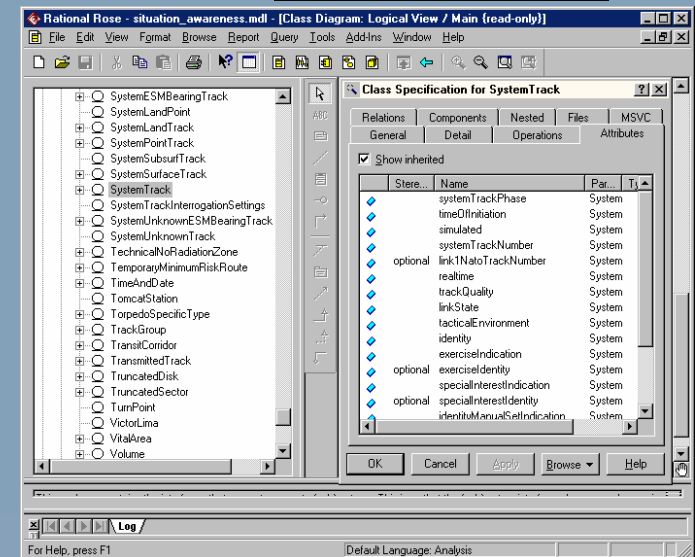 Rational Rose - situation_awareness.mdl - [Class Diagram: Logical View / Main (read-only)]
File Edit View Format Browse Report Query Tools Add-Ins Window Help
SystemESMBearingTrack
SystemLandPoint
SystemLandTrack
SystemPointTrack
SystemSubsurfTrack
SystemSurfaceTrack
SystemTrack
SystemTrackInterrogationSettings
SystemUnknownESMBearingTrack
SystemUnknownTrack
TechnicalNoRadiationZone
TemporaryMinimumRiskRoute
TimeAndDate
TomcatStation
TorpedoSpecificType
TrackGroup
TransitCorridor
TransmittedTrack
TruncatedDisk
TruncatedSector
TurnPoint
VictorLima
VitalArea
Volume
ABC
Class Specification for SystemTrack
Relations Components Nested Files MSVC
General Detail Operations Attributes
Show inherited
Stere... Name Par... Ty
systemTrackPhase System
timeOfInitiation System
simulated System
systemTrackNumber System
optional link1NatoTrackNumber System
realtime System
trackQuality System
linkState System
tacticalEnvironment System
identity System
exerciseIndication System
optional exerciseIdentity System
specialInterestIndication System
optional specialInterestIdentity System
identityManualSetIndication System
OK Cancel Apply Browse Help
Log
For Help, press F1 Default Language: Analysis